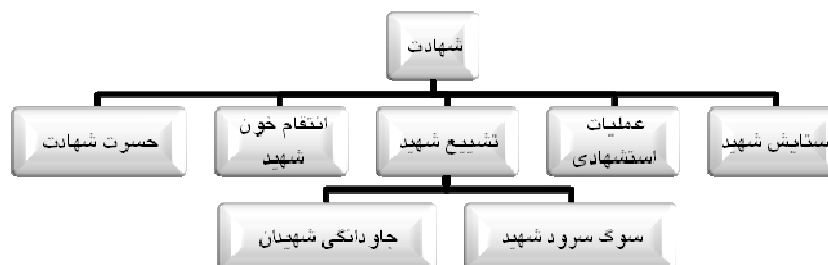 شهادت
ستایش شهید
عملیات
استشهادی
تشییع شهید
انتقام خون
شهید
حسرت شهادت
سوگ سرود شهید
جاودانگی شهیدان